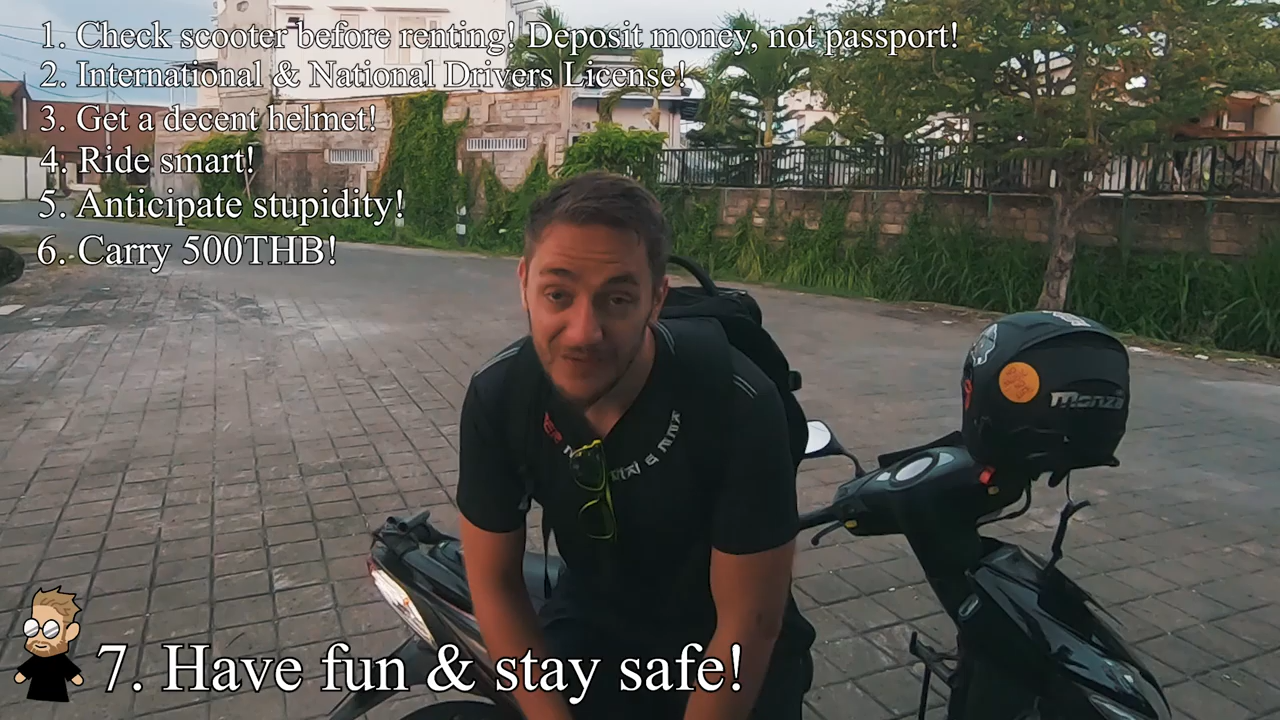 1. Check scooter before renting! Deposit money, not passport!
2. International & National Drivers License!
3. Get a decent helmet!
4. Ride smart!
5. Anticipate stupidity!
6. Carry 500THB!
7. Have fun & stay safe!